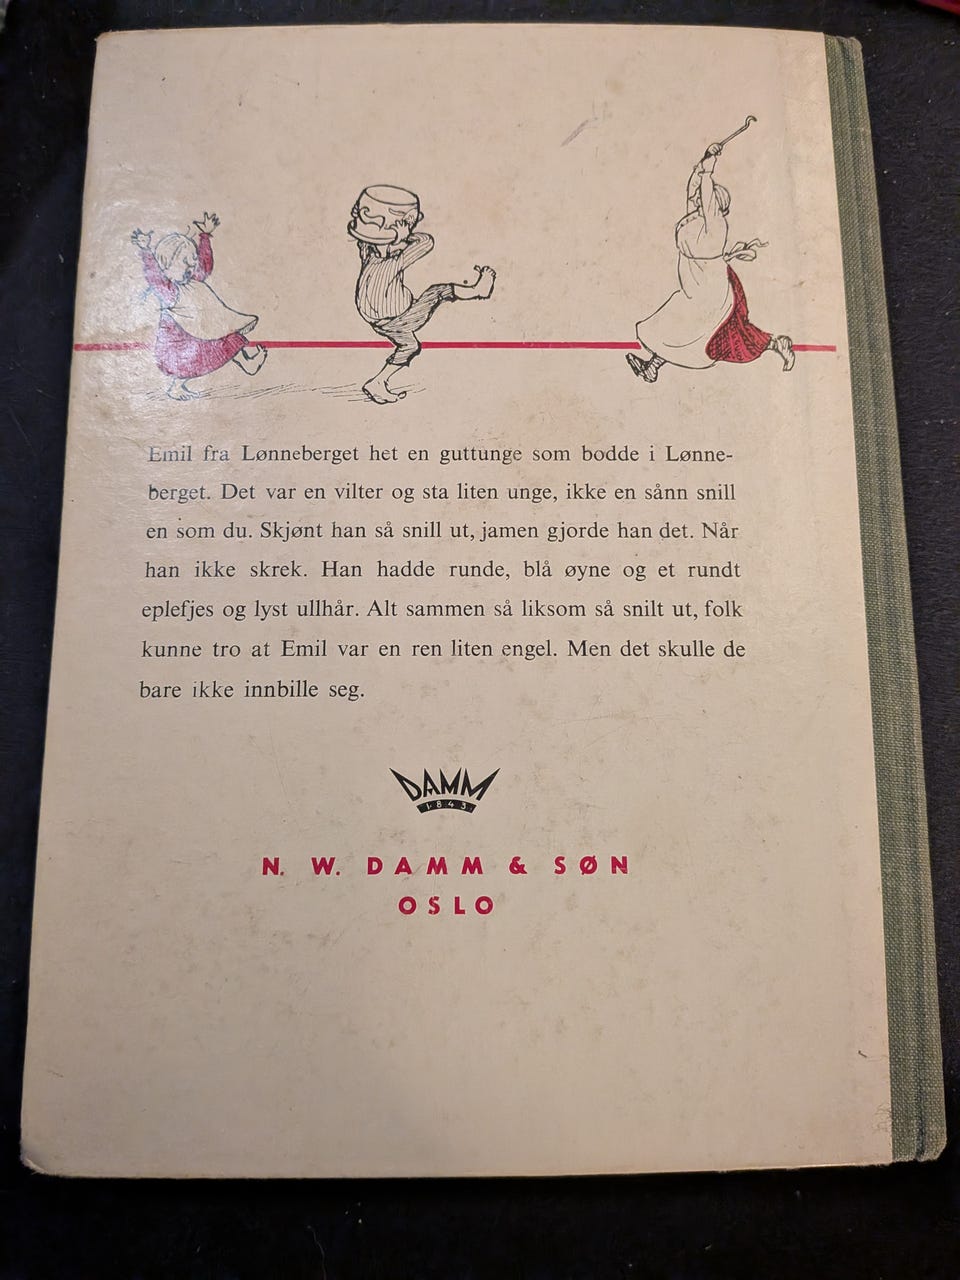 Emil fra Lønneberget het en guttunge som bodde i Lønne-
berget. Det var en vilter og sta liten unge, ikke en sånn snill
en som du. Skjønt han så snill ut, jamen gjorde han det. Når
han ikke skrek. Han hadde runde, blå øyne og et rundt
eplefjes og lyst ullhår. Alt sammen så liksom så snilt ut, folk
kunne tro at Emil var en ren liten engel. Men det skulle de
bare ikke innbille seg.
DAMM
1843
N. W. DAMM & SØN
OSLO